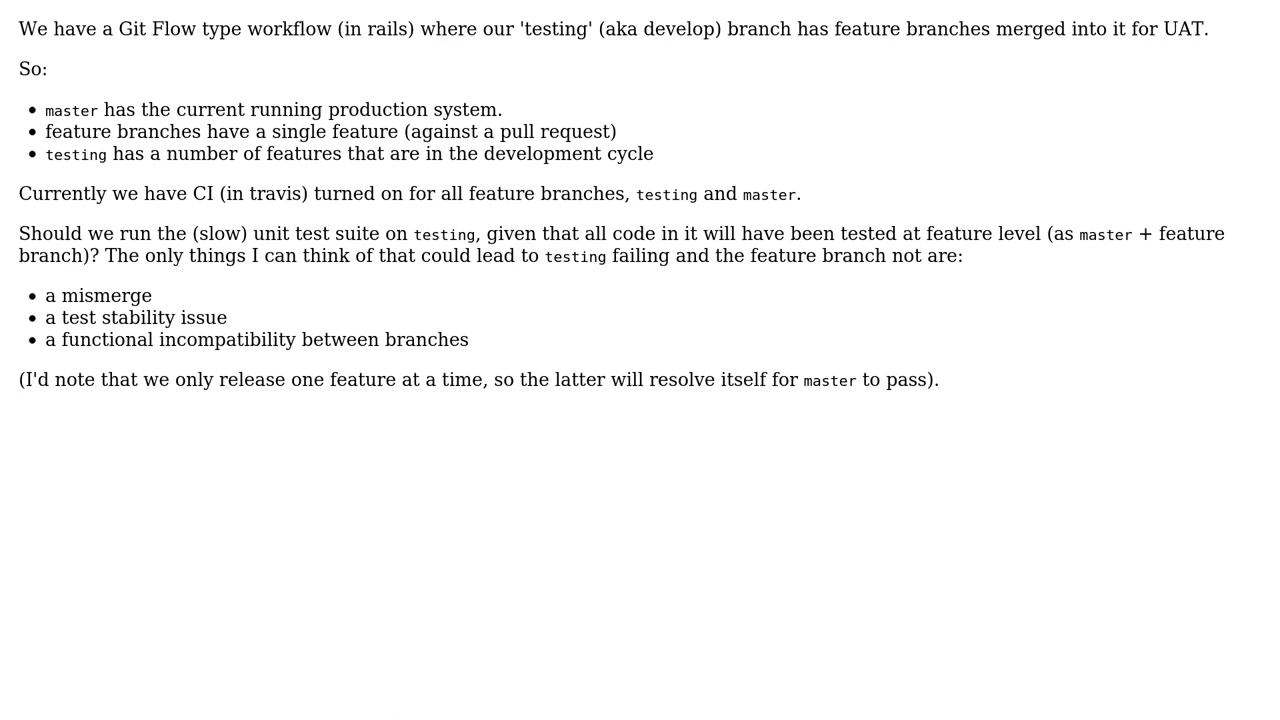 We have a Git Flow type workflow (in rails) where our 'testing' (aka develop) branch has feature branches merged into it for UAT.
So:
• master has the current running production system.
• feature branches have a single feature (against a pull request)
• testing has a number of features that are in the development cycle
Currently we have CI (in travis) turned on for all feature branches, testing and master.
Should we run the (slow) unit test suite on testing, given that all code in it will have been tested at feature level (as master + feature
branch)? The only things I can think of that could lead to testing failing and the feature branch not are:
• a mismerge
• a test stability issue
• a functional incompatibility between branches
(I'd note that we only release one feature at a time, so the latter will resolve itself for master to pass).